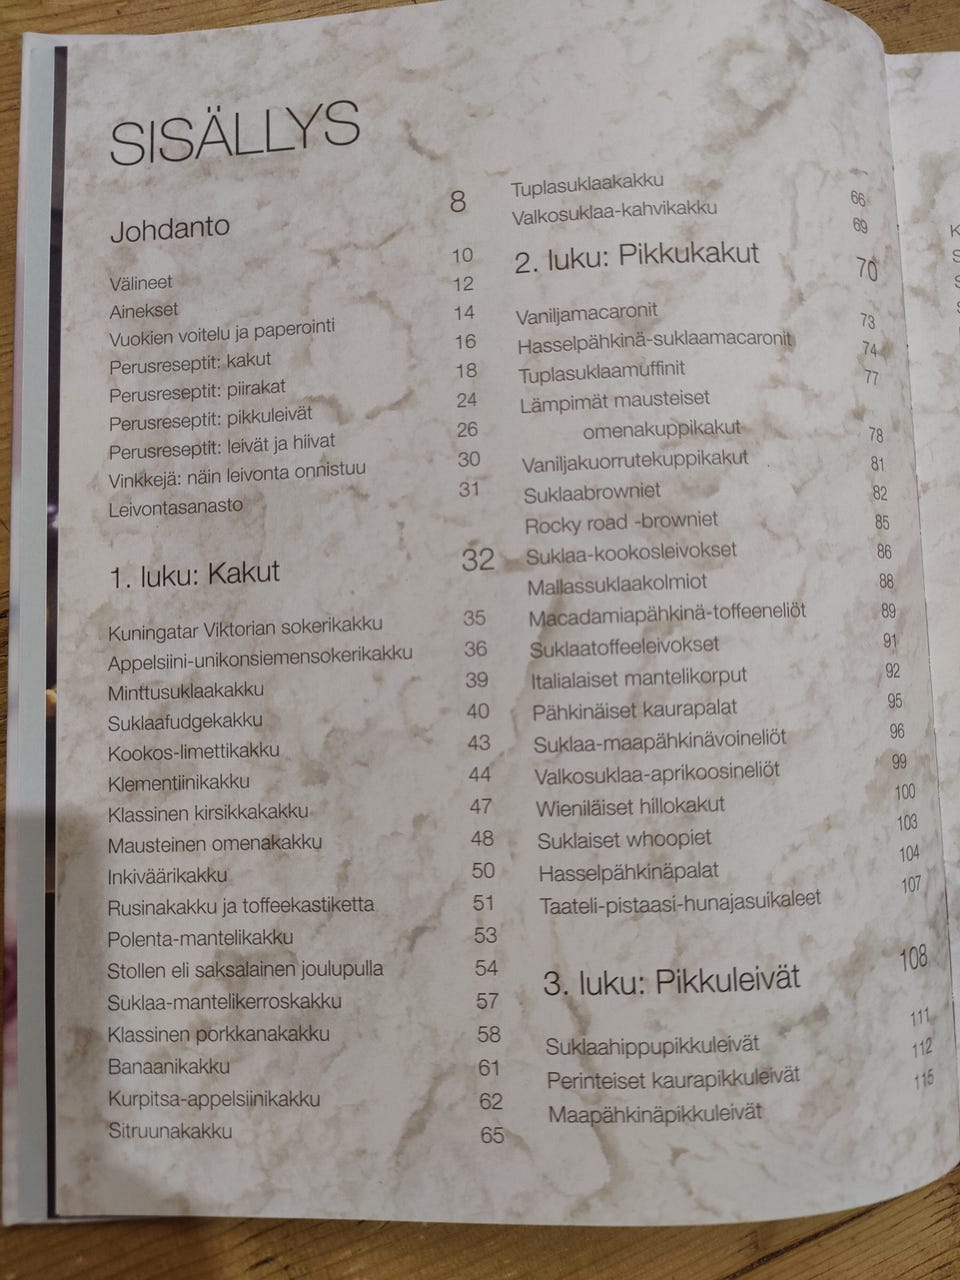 SISÄLLYS
Johdanto 8
Välineet 10
Ainekset 12
Vuokien voitelu ja paperointi 14
Perusreseptit: kakut 16
Perusreseptit: piirakat 18
Perusreseptit: pikkuleivät 24
Perusreseptit: leivät ja hiivat 26
Vinkkejä: näin leivonta onnistuu 30
Leivontasanasto 31
1. luku: Kakut 32
Kuningatar Viktorian sokerikakku 35
Appelsiini-unikonsiemensokerikakku 36
Minttusuklaakakku 39
Suklaafudgekakku 40
Kookos-limettikakku 43
Klementiinikakku 44
Klassinen kirsikkakakku 47
Mausteinen omenakakku 48
Inkiväärikakku 50
Rusinakakku ja toffeekastiketta 51
Polenta-mantelikakku 53
Stollen eli saksalainen joulupulla 54
Suklaa-mantelikerroskakku 57
Klassinen porkkanakakku 58
Banaanikakku 61
Kurpitsa-appelsiinikakku 62
Sitruunakakku 65
Tuplasuklaakakku 66
Valkosuklaa-kahvikakku 69
2. luku: Pikkukakut 70
Vaniljamacaronit 73
Hasselpähkinä-suklaamacaronit 74
Tuplasuklaamuffinit 77
Lämpimät mausteiset
omenakuppikakut 78
Vaniljakuorrutekuppikakut 81
Suklaabrowniet 82
Rocky road -browniet 85
Suklaa-kookosleivokset 86
Mallassuklaakolmiot 88
Macadamiapähkinä-toffeeneliöt 89
Suklaatoffeeleivokset 91
Italialaiset mantelikorput 92
Pähkinäiset kaurapalat 95
Suklaa-maapähkinävoineliöt 96
Valkosuklaa-aprikoosineliöt 99
Wieniläiset hillokakut 100
Suklaiset whoopiet 103
Hasselpähkinäpalat 104
Taateli-pistaasi-hunajasuikaleet 107
3. luku: Pikkuleivät 108
Suklaahippupikkuleivät 111
Perinteiset kaurapikkuleivät 112
Maapähkinäpikkuleivät 115